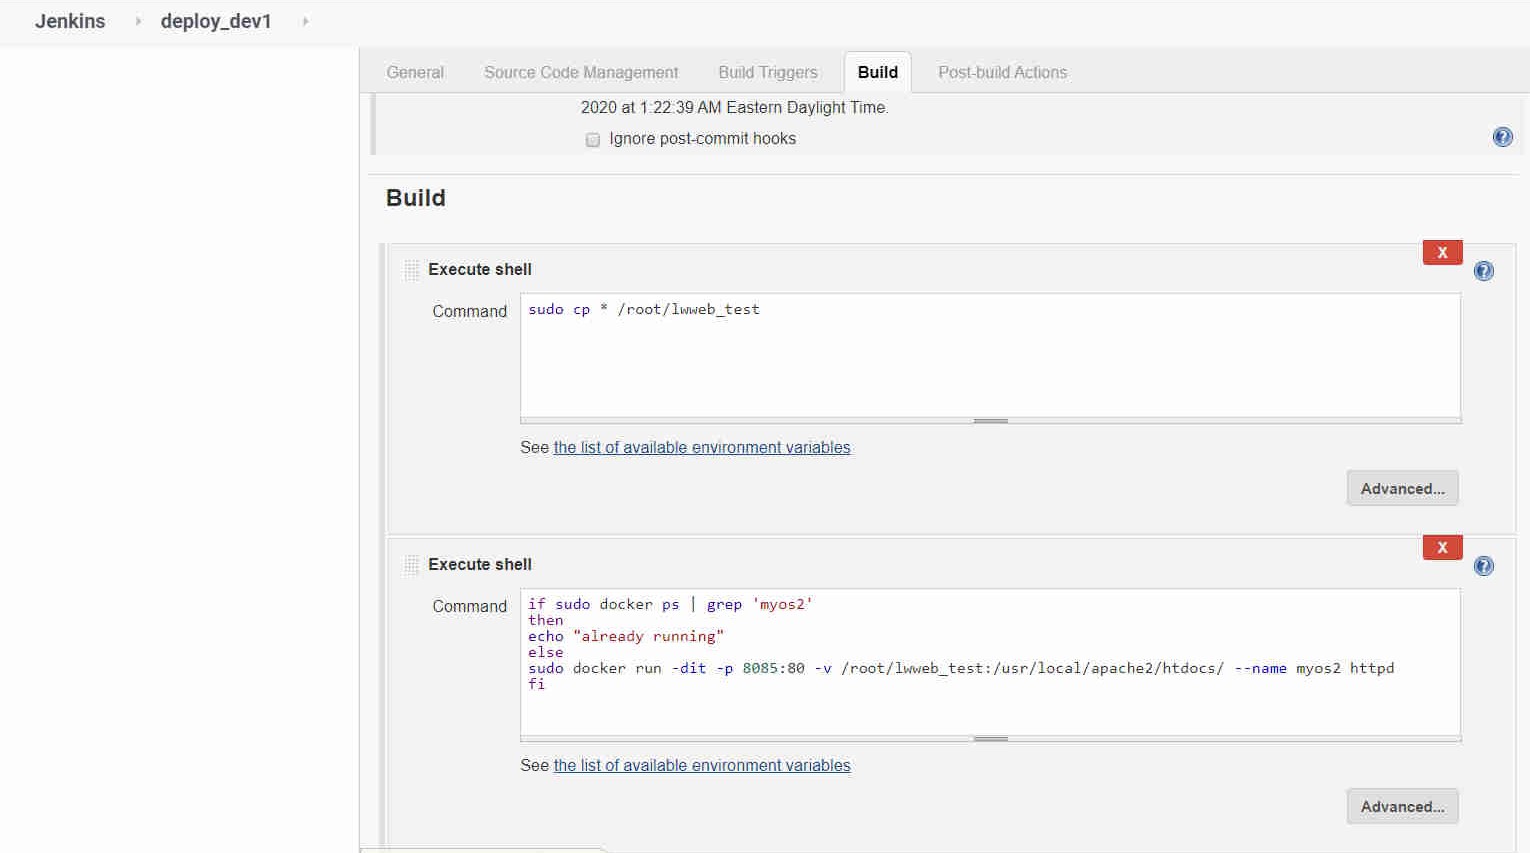 Jenkins deploy_dev1
General Source Code Management Build Triggers Build Post-build Actions
2020 at 1:22:39 AM Eastern Daylight Time.
Ignore post-commit hooks
Build
X
Execute shell
Command
sudo cp * /root/lwweb_test
See the list of available environment variables
Advanced...
X
Execute shell
Command
if sudo docker ps | grep 'myos2'
then
echo "already running"
else
sudo docker run -dit -p 8085:80 -v /root/lwweb_test:/usr/local/apache2/htdocs/ --name myos2 httpd
fi
See the list of available environment variables
Advanced...